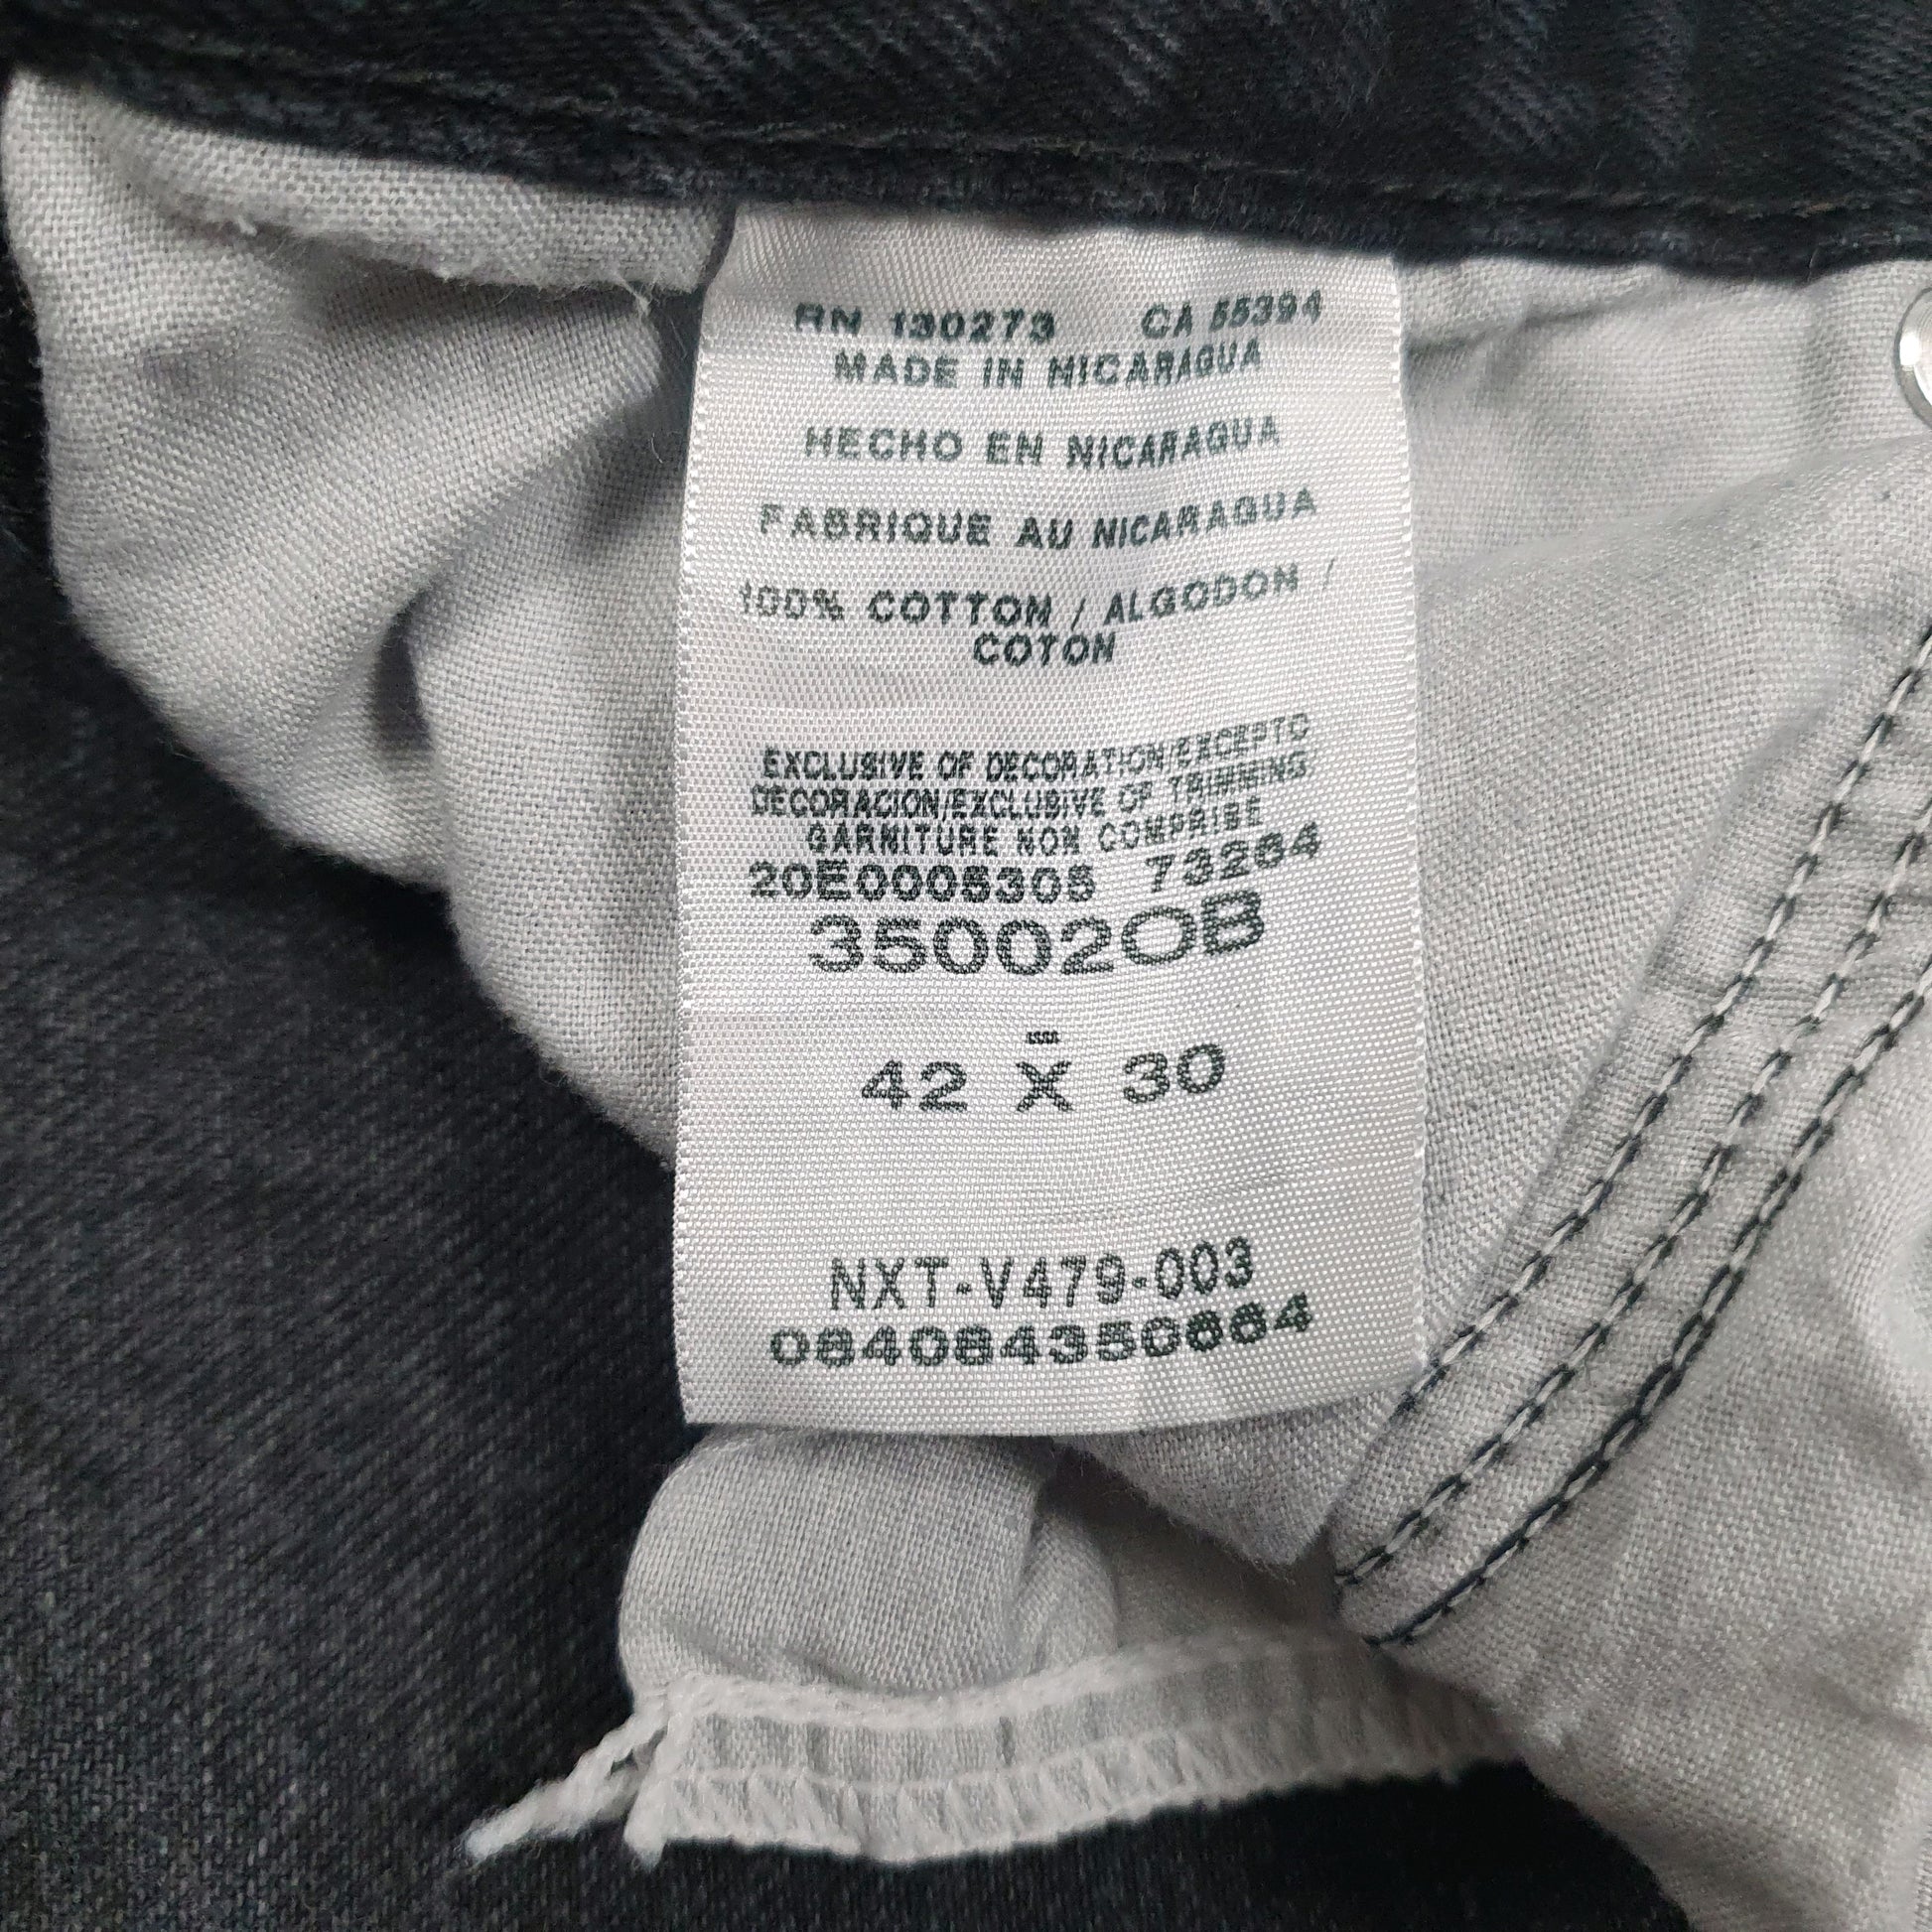 RN 130273 CA 55394
MADE IN NICARAGUA
HECHO EN NICARAGUA
FABRIQUE AU NICARAGUA
100% COTTON / ALGODON /
COTON
EXCLUSIVE OF DECORATION/EXCEPTO
DECORACION/EXCLUSIVE OF TRIMMING
GARNITURE NON COMPRISE
20E0005305 73264
35002OB
42 X 30
NXT-V479-003
084084350664